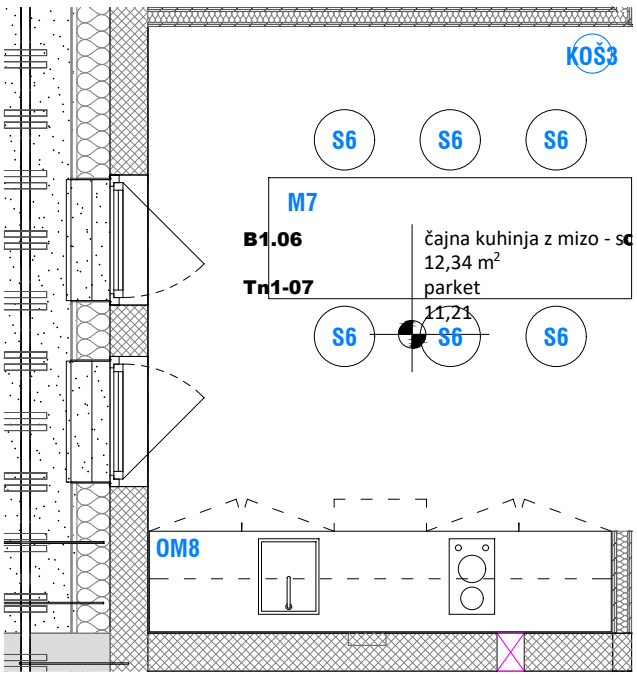 KOŠ3
S6 S6 S6
M7
B1.06 čajna kuhinja z mizo - s
12,34 m²
Tn1-07 parket
11,21
S6 S6 S6
OM8